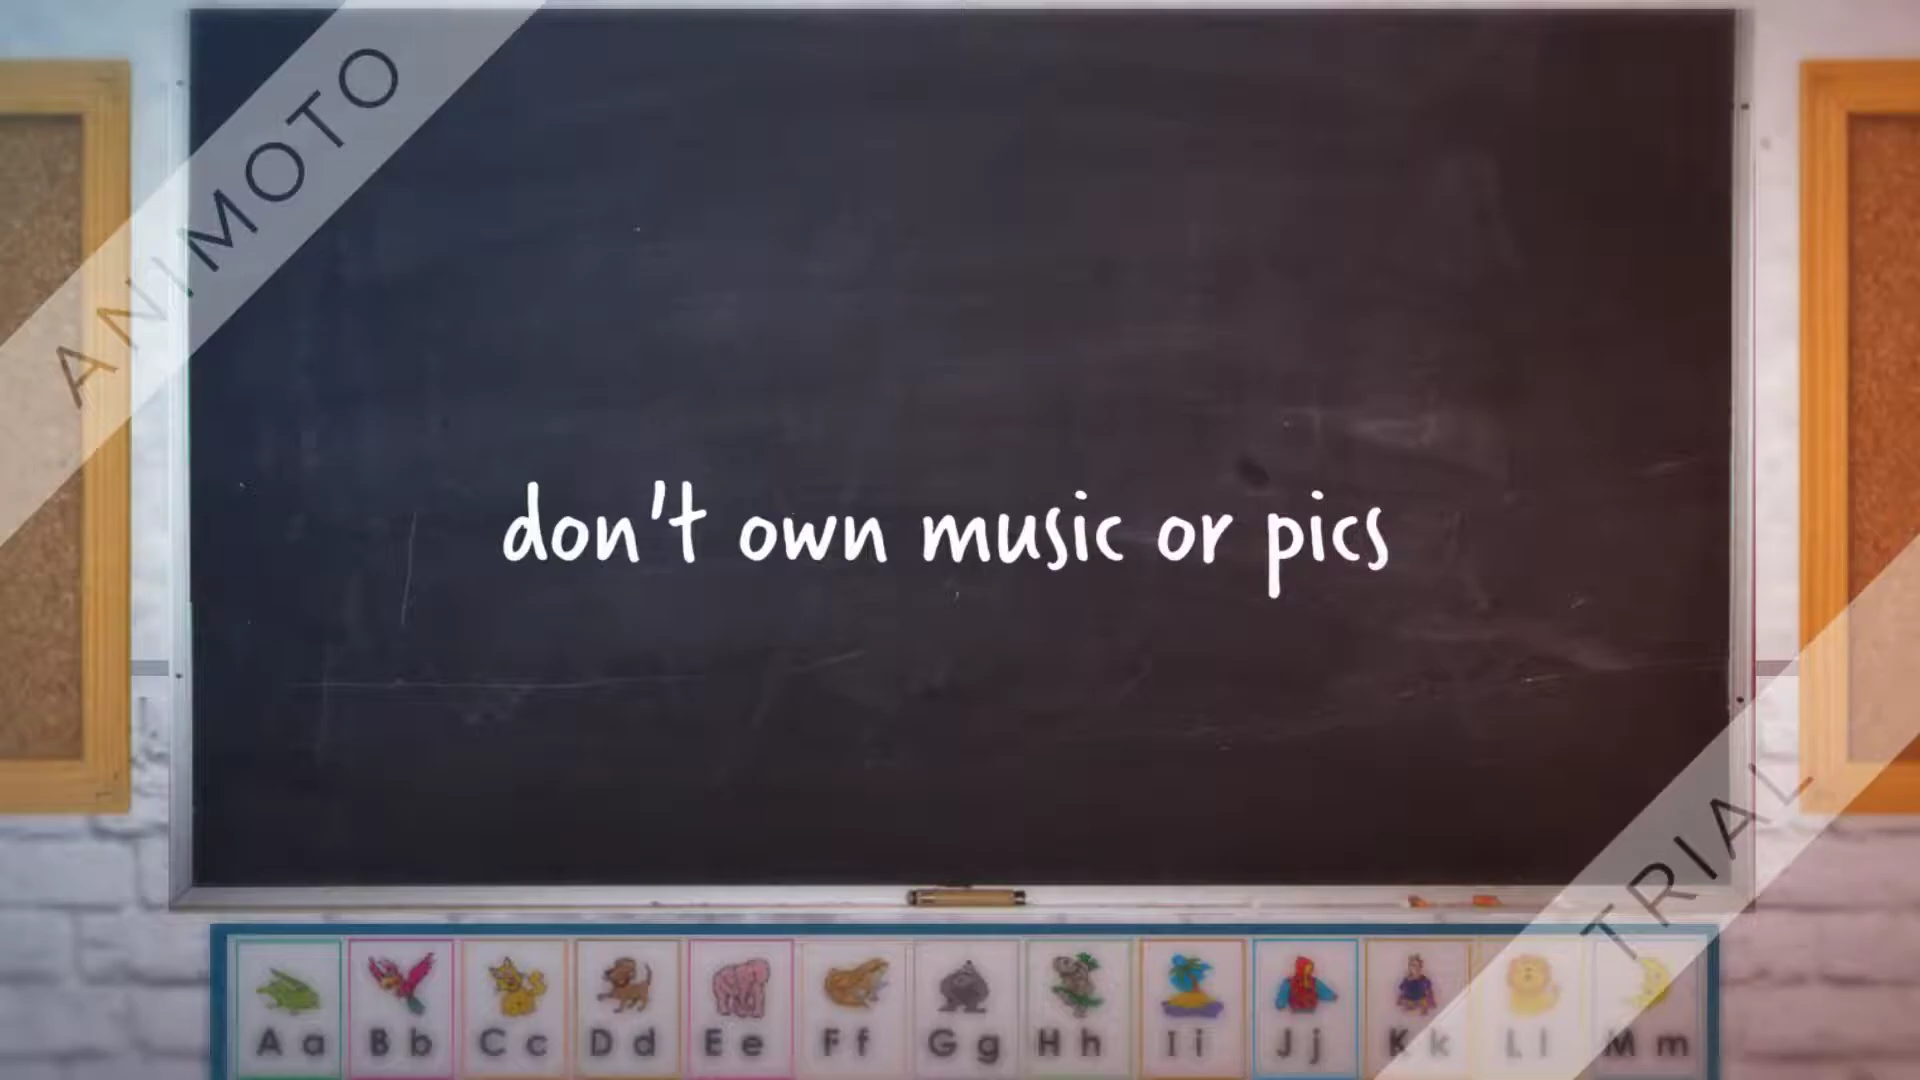 ANIMOTO
don't own music or pics
TRIAL
A a B b C c D d E e F f G g H h I i J j K k L l M m